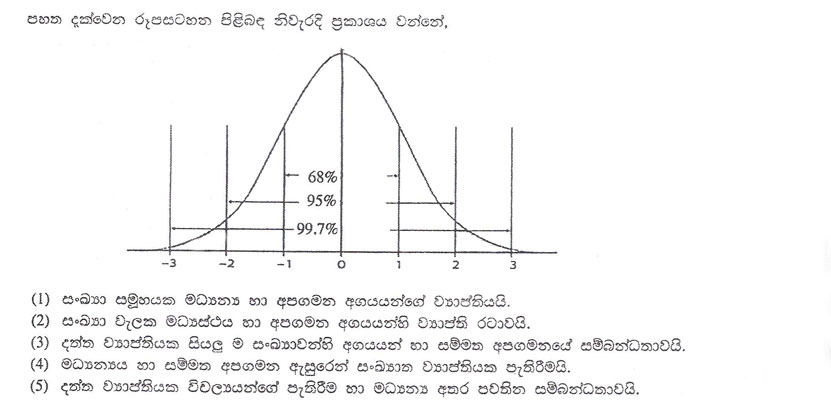 පහත දැක්වෙන රූපසටහන පිළිබඳ නිවැරදි ප්‍රකාශය වන්නේ,
68%
95%
99.7%
-3 -2 -1 0 1 2 3
(1) සංඛ්‍යා සමූහයක මධ්‍යන්‍ය හා අපගමන අගයයන්ගේ ව්‍යාප්තියයි.
(2) සංඛ්‍යා වැලක මධ්‍යස්ථය හා අපගමන අගයයන්හි ව්‍යාප්ති රටාවයි.
(3) දත්ත ව්‍යාප්තියක සියලු ම සංඛ්‍යාවන්හි අගයයන් හා සම්මත අපගමනයේ සම්බන්ධතාවයි.
(4) මධ්‍යන්‍යය හා සම්මත අපගමන ඇසුරෙන් සංඛ්‍යාත ව්‍යාප්තියක පැතිරීමයි.
(5) දත්ත ව්‍යාප්තියක විචල්‍යයන්ගේ පැතිරීම හා මධ්‍යන්‍ය අතර පවතින සම්බන්ධතාවයි.